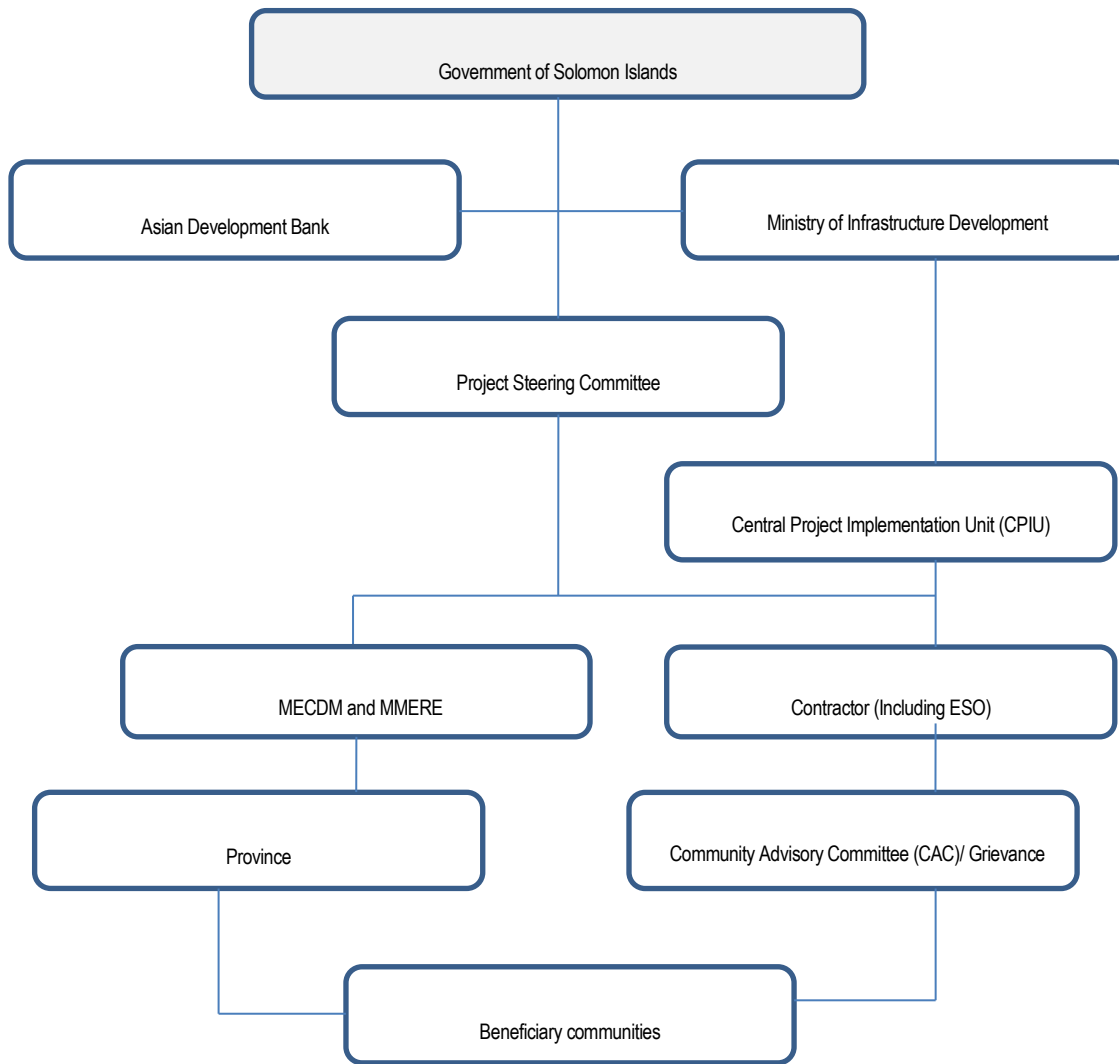 Government of Solomon Islands
Asian Development Bank
Ministry of Infrastructure Development
Project Steering Committee
Central Project Implementation Unit (CPIU)
MECDM and MMERE
Contractor (Including ESO)
Province
Community Advisory Committee (CAC)/ Grievance
Beneficiary communities